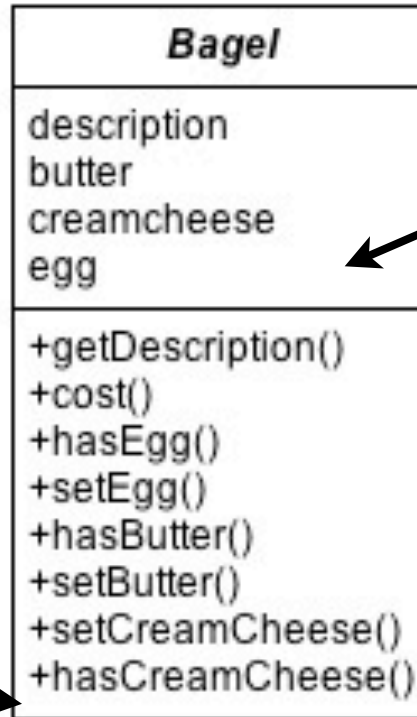 Bagel
description
butter
creamcheese
egg
+getDescription()
+cost()
+hasEgg()
+setEgg()
+hasButter()
+setButter()
+setCreamCheese()
+hasCreamCheese()